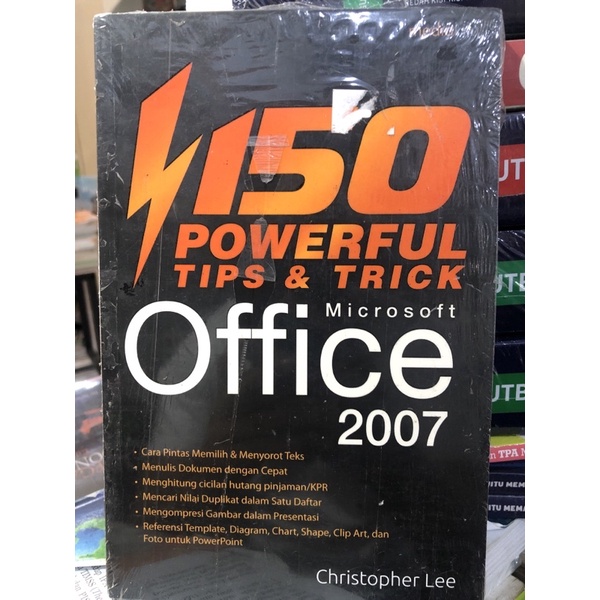 150
POWERFUL
TIPS & TRICK
Microsoft
Office
2007
• Cara Pintas Memilih & Menyorot Teks
• Menulis Dokumen dengan Cepat
• Menghitung cicilan hutang pinjaman/KPR
• Mencari Nilai Duplikat dalam Satu Daftar
• Mengompresi Gambar dalam Presentasi
• Referensi Template, Diagram, Chart, Shape, Clip Art, dan
Foto untuk PowerPoint
Christopher Lee
TPA